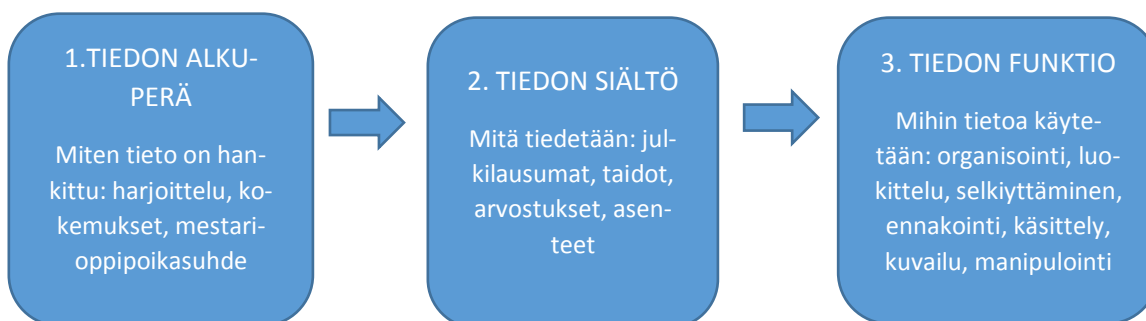 1.TIEDON ALKU-
PERÄ
Miten tieto on han-
kittu: harjoittelu, ko-
kemukset, mestari-
oppipoikasuhde
2. TIEDON SIÄLTÖ
Mitä tiedetään: jul-
kilausumat, taidot,
arvostukset, asen-
teet
3. TIEDON FUNKTIO
Mihin tietoa käyte-
tään: organisointi, luo-
kittelu, selkiyttäminen,
ennakointi, käsittely,
kuvailu, manipulointi